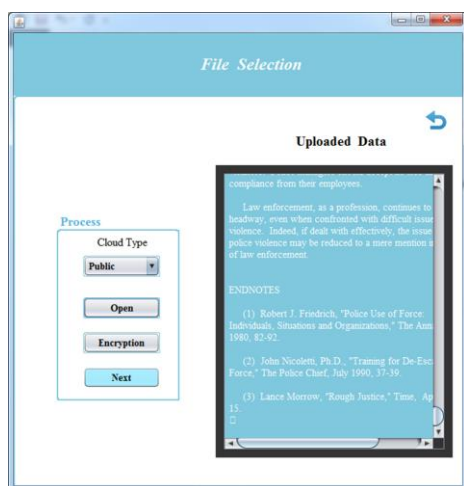 File Selection
Uploaded Data
Process
Cloud Type
Public
Open
Encryption
Next
compliance from their employees.
Law enforcement, as a profession, continues to
headway, even when confronted with difficult issue
violence. Indeed, if dealt with effectively, the issue
police violence may be reduced to a mere mention
of law enforcement.
ENDNOTES
(1) Robert J. Friedrich, "Police Use of Force:
Individuals, Situations and Organizations," The
1980, 82-92.
(2) John Nicoletti, Ph.D., "Training for
Force," The Police Chief, July 1990, 37-39.
(3) Lance Morrow, "Rough Justice," Time,
15.